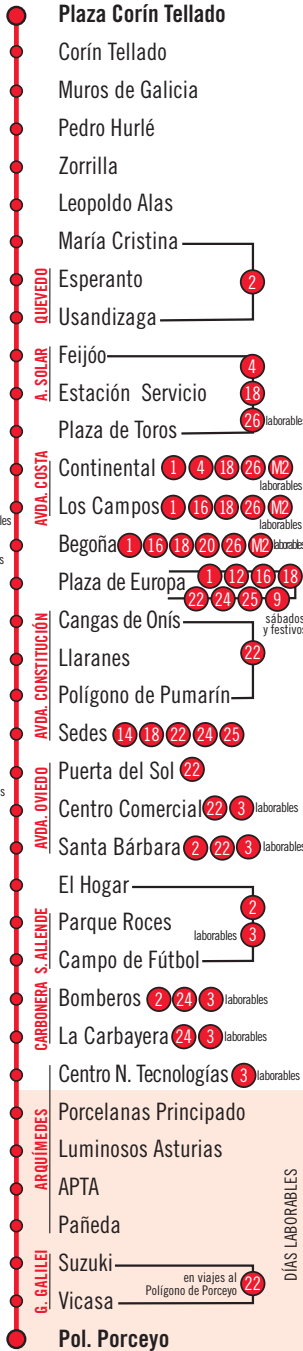 Plaza Corín Tellado
Corín Tellado
Muros de Galicia
Pedro Hurlé
Zorrilla
Leopoldo Alas
María Cristina
QUEVEDO
Esperanto
2
Usandizaga
A. SOLAR
Feijóo
4
Estación Servicio
18
Plaza de Toros
26 laborables
AVDA. COSTA
Continental 1 4 18 26 M2
laborables
Los Campos 1 16 18 26 M2
laborables
Begoña 1 16 18 20 26 M2 laborables
Plaza de Europa 1 12 16 18
22 24 25 9
sábados
y festivos
AVDA. CONSTITUCIÓN
Cangas de Onís
Llaranes
22
Polígono de Pumarín
Sedes 14 18 22 24 25
AVDA. OVIEDO
Puerta del Sol 22
Centro Comercial 22 3 laborables
Santa Bárbara 2 22 3 laborables
S. ALLENDE
El Hogar
2
Parque Roces
laborables 3
Campo de Fútbol
CARBONERA
Bomberos 2 24 3 laborables
La Carbayera 24 3 laborables
ARQUÍMEDES
Centro N. Tecnologías 3 laborables
Porcelanas Principado
Luminosos Asturias
APTA
Pañeda
DÍAS LABORABLES
G. GALILEI
Suzuki
en viajes al
Polígono de Porceyo
22
Vicasa
Pol. Porceyo